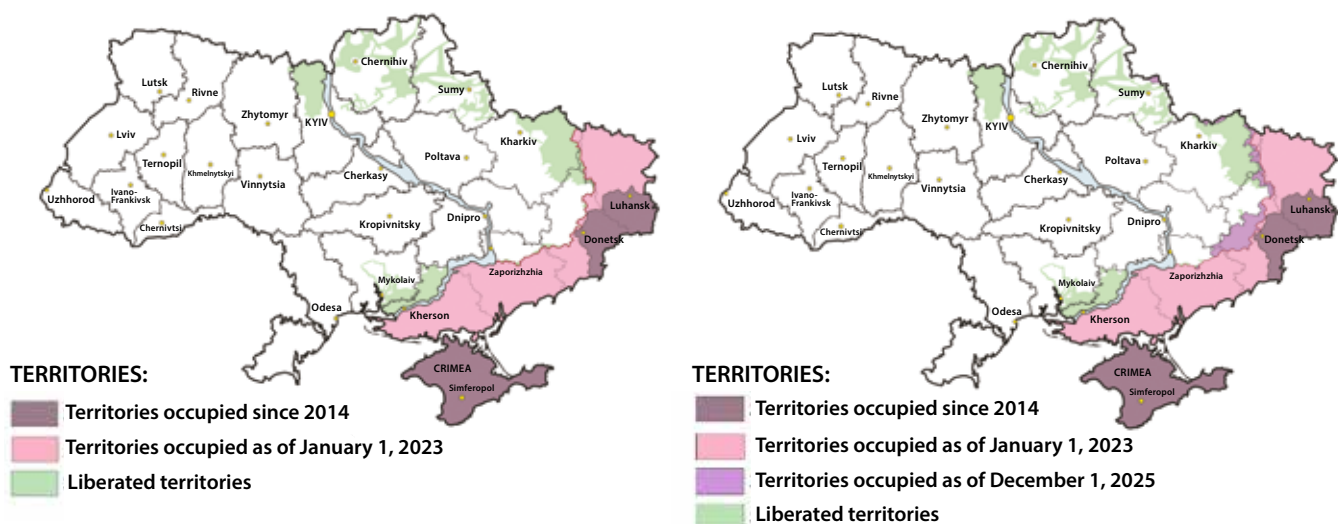 Chernihiv
Lutsk
Rivne
Sumy
Zhytomyr
KYIV
Lviv
Kharkiv
Ternopil
Poltava
Khmelnytskyi
Cherkasy
Vinnytsia
Uzhhorod
Ivano-
Frankivsk
Luhansk
Chernivtsi
Kropivnitsky
Dnipro
Donetsk
Zaporizhzhia
Mykolaiv
Odesa
Kherson
CRIMEA
Simferopol
TERRITORIES:
Territories occupied since 2014
Territories occupied as of January 1, 2023
Liberated territories
Chernihiv
Lutsk
Rivne
Sumy
Zhytomyr
KYIV
Lviv
Kharkiv
Ternopil
Poltava
Khmelnytskyi
Cherkasy
Vinnytsia
Uzhhorod
Ivano-
Frankivsk
Luhansk
Chernivtsi
Kropivnitsky
Dnipro
Donetsk
Zaporizhzhia
Mykolaiv
Odesa
Kherson
CRIMEA
Simferopol
TERRITORIES:
Territories occupied since 2014
Territories occupied as of January 1, 2023
Territories occupied as of December 1, 2025
Liberated territories